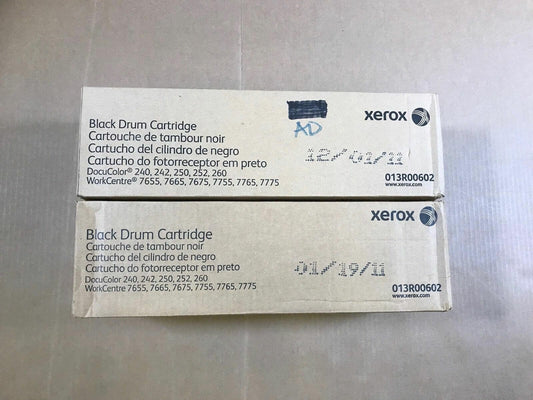 AD
xerox
Black Drum Cartridge
Cartouche de tambour noir
Cartucho del cilindro de negro
Cartucho do fotorreceptor em preto
DocuColor® 240, 242, 250, 252, 260
WorkCentre® 7655, 7665, 7675, 7755, 7765, 7775
12/01/11
013R00602
www.xerox.com
xerox
Black Drum Cartridge
Cartouche de tambour noir
Cartucho del cilindro de negro
Cartucho do fotorreceptor em preto
DocuColor 240, 242, 250, 252, 260
WorkCentre 7655, 7665, 7675, 7755, 7765, 7775
01/19/11
013R00602
www.xerox.com